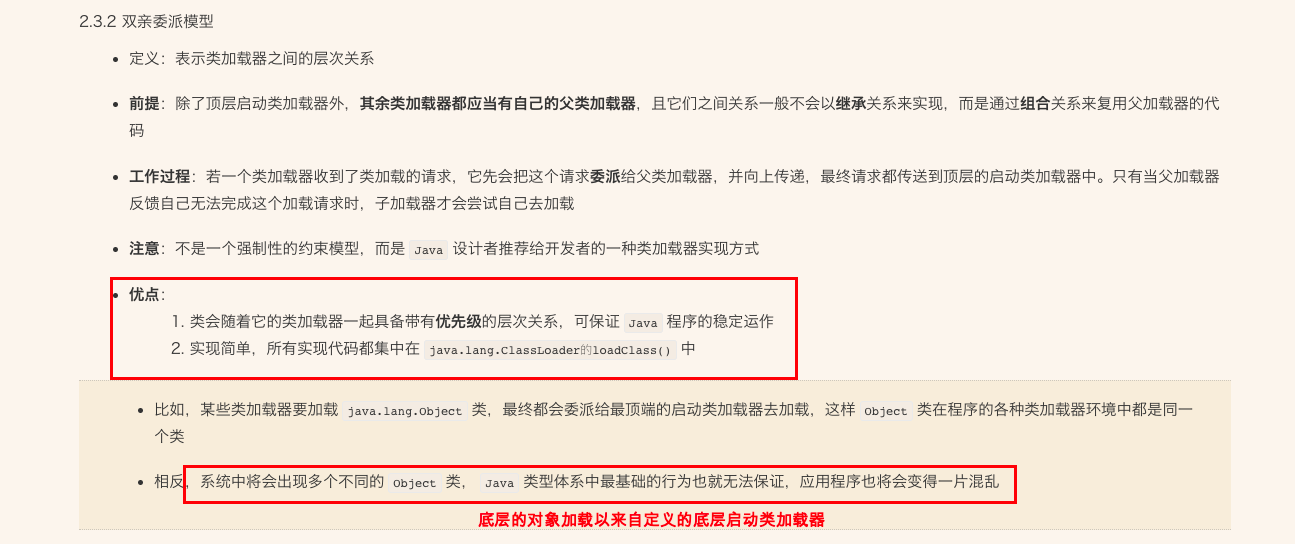 2.3.2 双亲委派模型
• 定义：表示类加载器之间的层次关系
• 前提：除了顶层启动类加载器外，其余类加载器都应当有自己的父类加载器，且它们之间关系一般不会以继承关系来实现，而是通过组合关系来复用父加载器的代
码
• 工作过程：若一个类加载器收到了类加载的请求，它先会把这个请求委派给父类加载器，并向上传递，最终请求都传送到顶层的启动类加载器中。只有当父加载器
反馈自己无法完成这个加载请求时，子加载器才会尝试自己去加载
• 注意：不是一个强制性的约束模型，而是 Java 设计者推荐给开发者的一种类加载器实现方式
• 优点：
1. 类会随着它的类加载器一起具备带有优先级的层次关系，可保证 Java 程序的稳定运作
2. 实现简单，所有实现代码都集中在 java.lang.ClassLoader的loadClass() 中
• 比如，某些类加载器要加载 java.lang.Object 类，最终都会委派给最顶端的启动类加载器去加载，这样 Object 类在程序的各种类加载器环境中都是同一
个类
• 相反，系统中将会出现多个不同的 Object 类， Java 类型体系中最基础的行为也就无法保证，应用程序也将会变得一片混乱
底层的对象加载以来自定义的底层启动类加载器